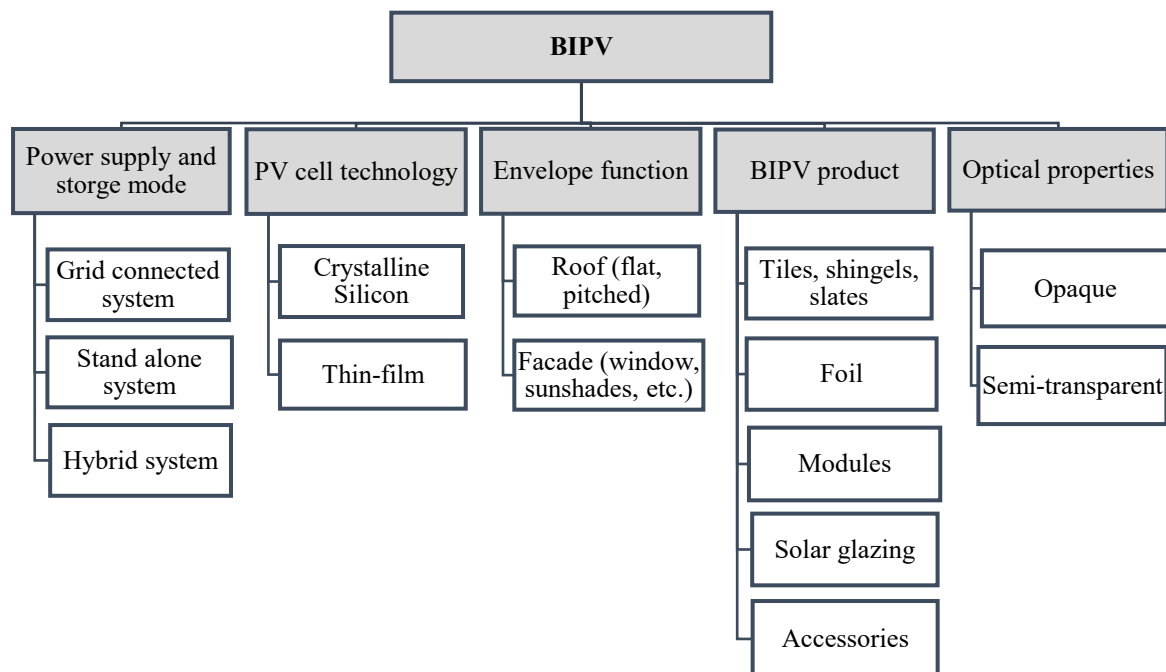 BIPV
Power supply and
storge mode
PV cell technology
Envelope function
BIPV product
Optical properties
Grid connected
system
Stand alone
system
Hybrid system
Crystalline
Silicon
Thin-film
Roof (flat,
pitched)
Facade (window,
sunshades, etc.)
Tiles, shingels,
slates
Foil
Modules
Solar glazing
Accessories
Opaque
Semi-transparent